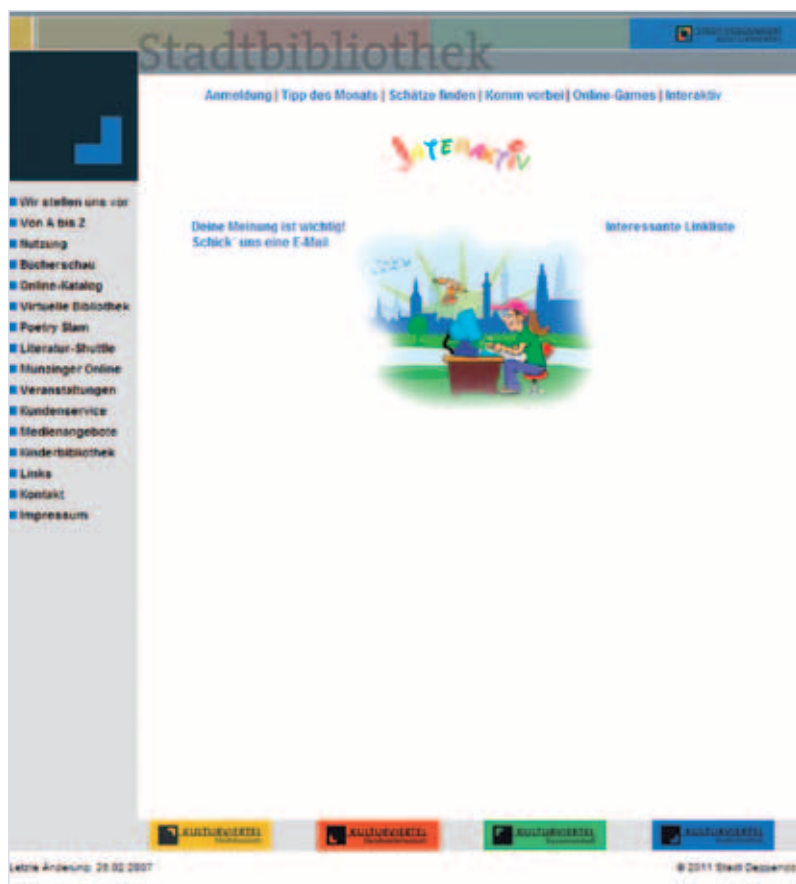 Stadtbibliothek
Anmeldung | Tipp des Monats | Schätze finden | Komm vorbei | Online-Games | Interaktiv
INTERAKTIV
Wir stellen uns vor
Von A bis Z
Nutzung
Bücherschau
Online-Katalog
Virtuelle Bibliothek
Poetry Slam
Literatur-Shuttle
Munzinger Online
Veranstaltungen
Kundenservice
Medienangebote
Kinderbibliothek
Links
Kontakt
Impressum
Deine Meinung ist wichtig!
Schick´ uns eine E-Mail
Interessante Linkliste
KULTURVIERTEL
KULTURVIERTEL
KULTURVIERTEL
KULTURVIERTEL
Letzte Änderung: 26.02.2007
© 2011 Stadt